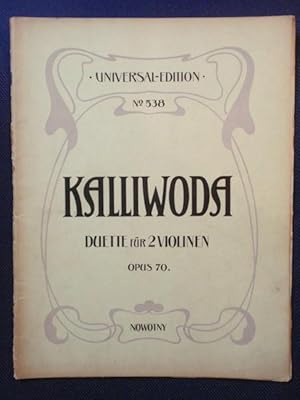 · UNIVERSAL-EDITION ·
No 538
KALLIWODA
DUETTE FÜR 2 VIOLINEN
OPUS 70.
NOWOTNY